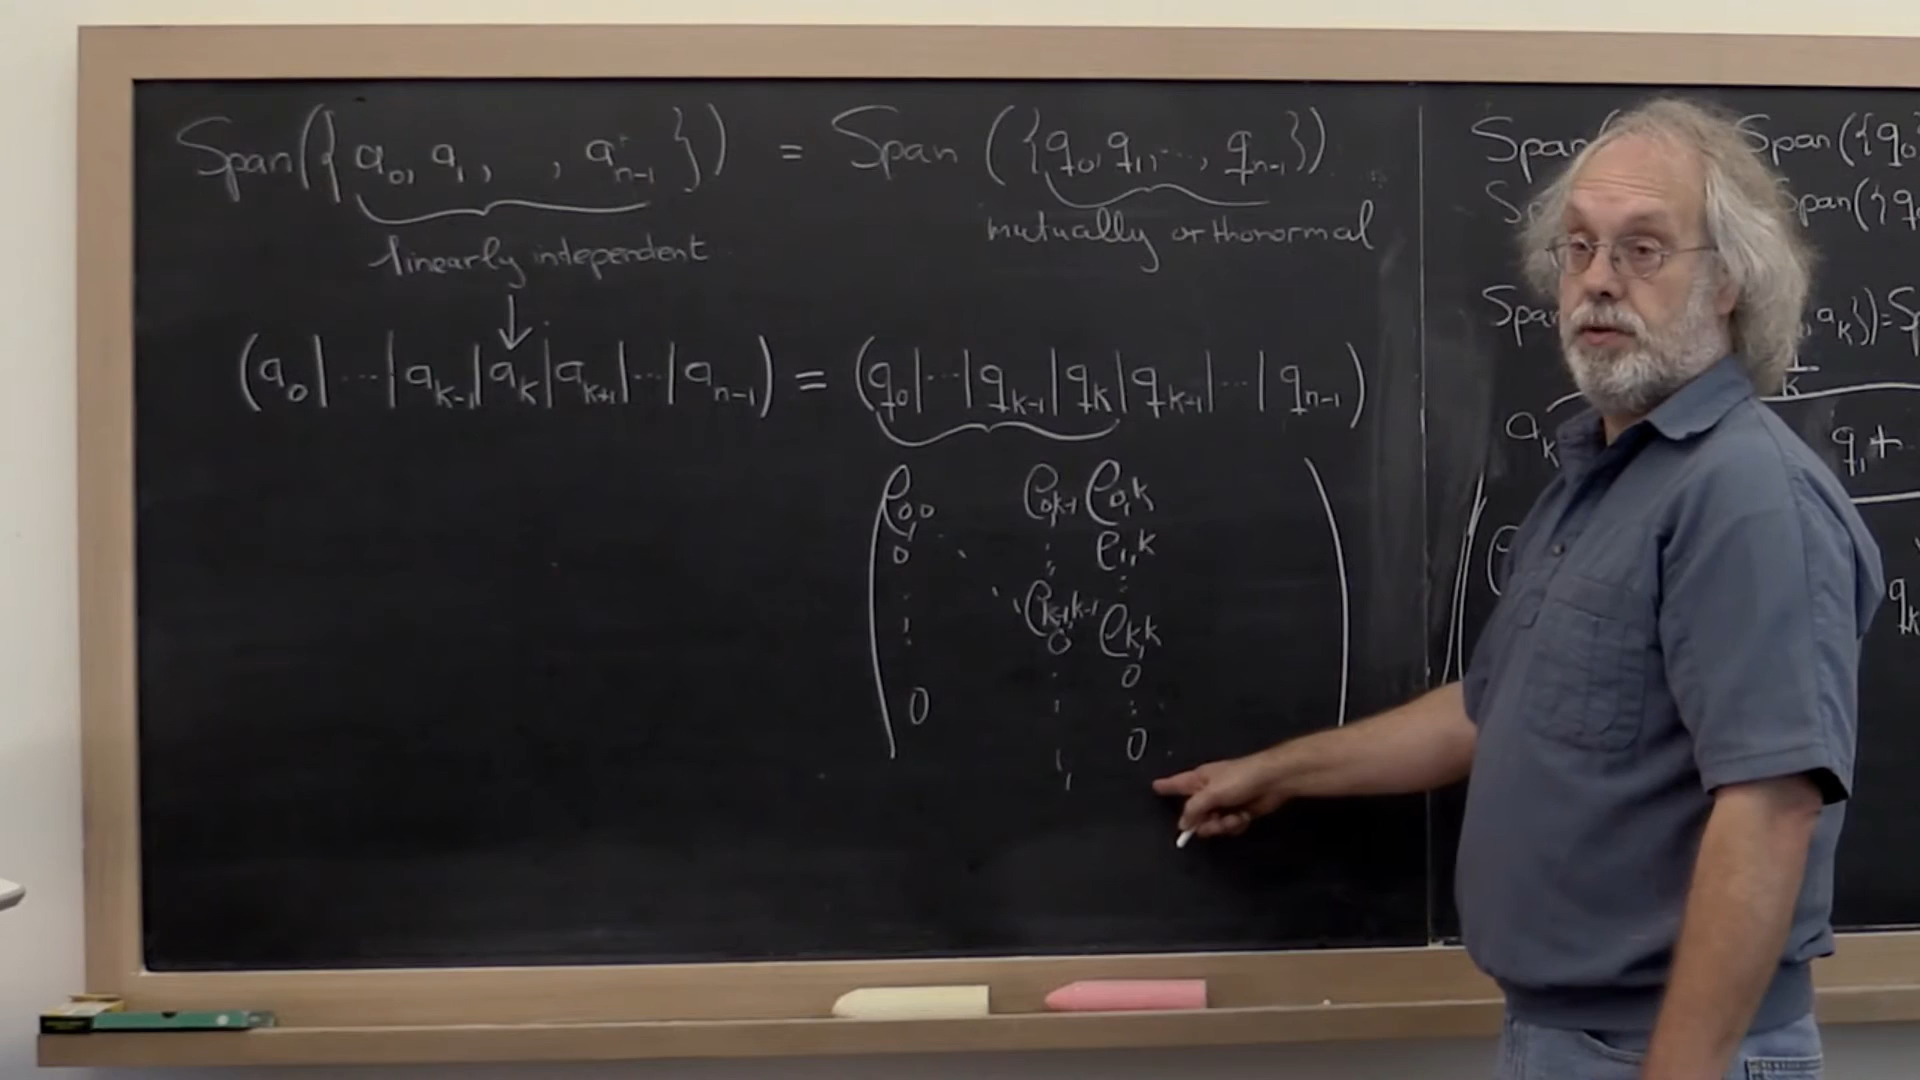 Span({a₀, a₁, , aₙ₋₁}) = Span({q₀, q₁, ..., qₙ₋₁})
linearly independent
mutually orthonormal
↓
(a₀|...|aₖ₋₁|aₖ|aₖ₊₁|...|aₙ₋₁) = (q₀|...|qₖ₋₁|qₖ|qₖ₊₁|...|qₙ₋₁)
ρ₀,₀ ρ₀,ₖ₋₁ ρ₀,ₖ
0 ⋱ ⋮ ρ₁,ₖ
⋮ ⋱ ρₖ₋₁,ₖ₋₁ ⋮
⋮ 0 ρₖ,ₖ
⋮ 0
0 ⋮ ⋮
⋮ 0
Span Span({q₀
Span({q
Span , aₖ})=S
k
aₖ q₁+